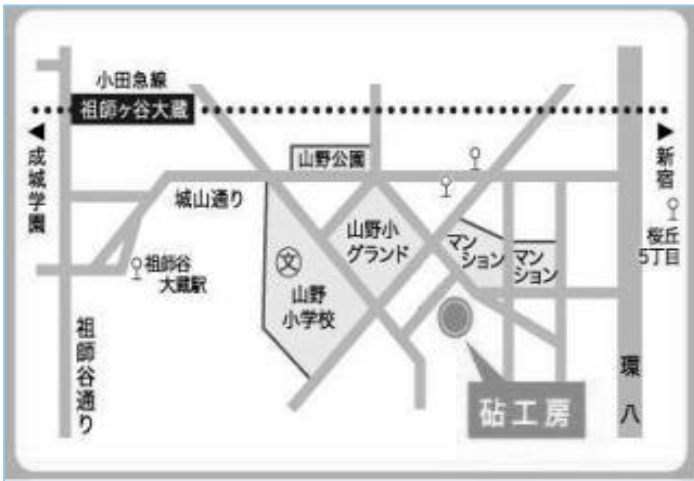 小田急線
祖師ヶ谷大蔵
成城学園
新宿
山野公園
城山通り
桜丘
5丁目
山野小
グランド
マン
ション
マン
ション
祖師谷
大蔵駅
文
山野
小学校
祖師谷通り
環八
砧工房